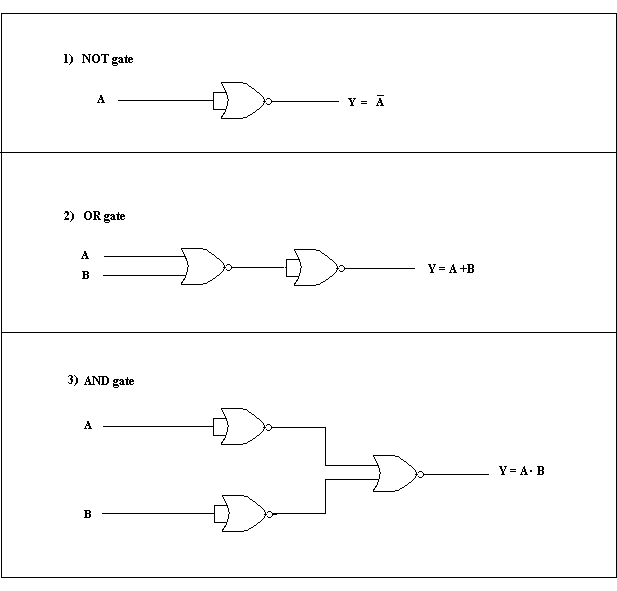 1) NOT gate
A
Y = A̅
2) OR gate
A
B
Y = A +B
3) AND gate
A
Y = A· B
B